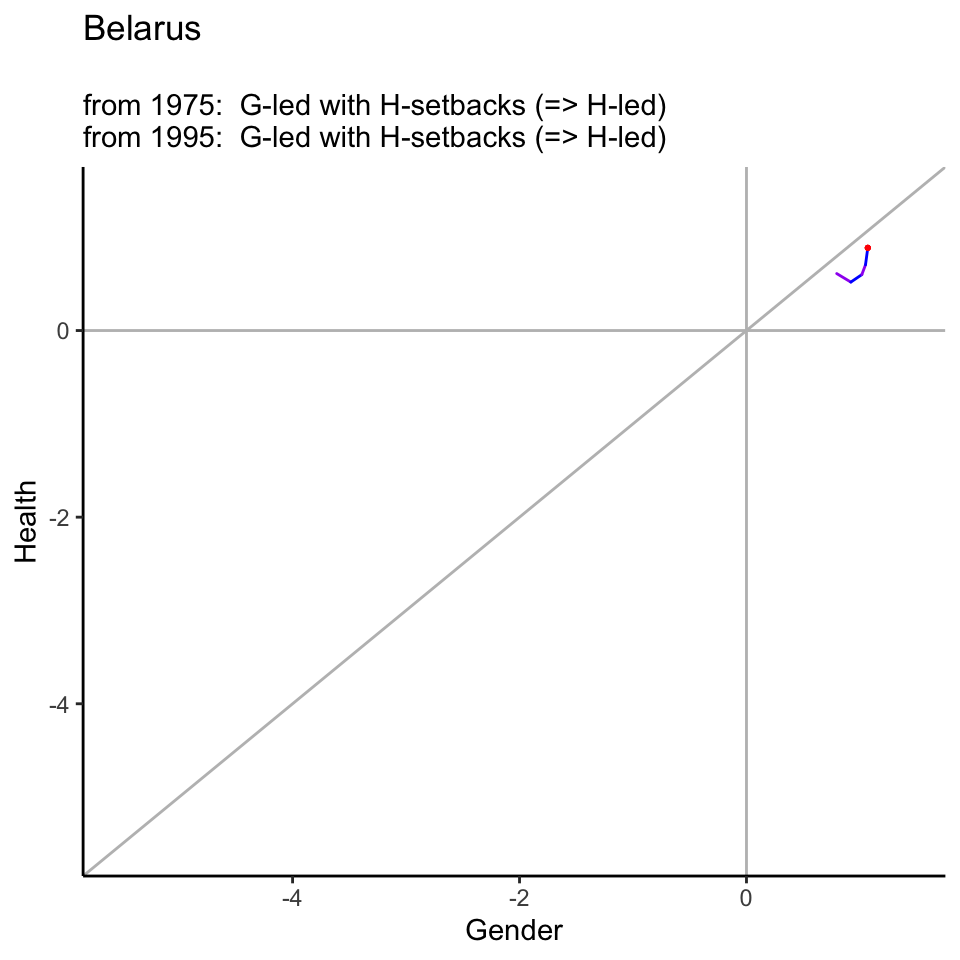 Belarus
from 1975:  G-led with H-setbacks (=> H-led)
from 1995:  G-led with H-setbacks (=> H-led)
0
-2
-4
Health
-4
-2
0
Gender